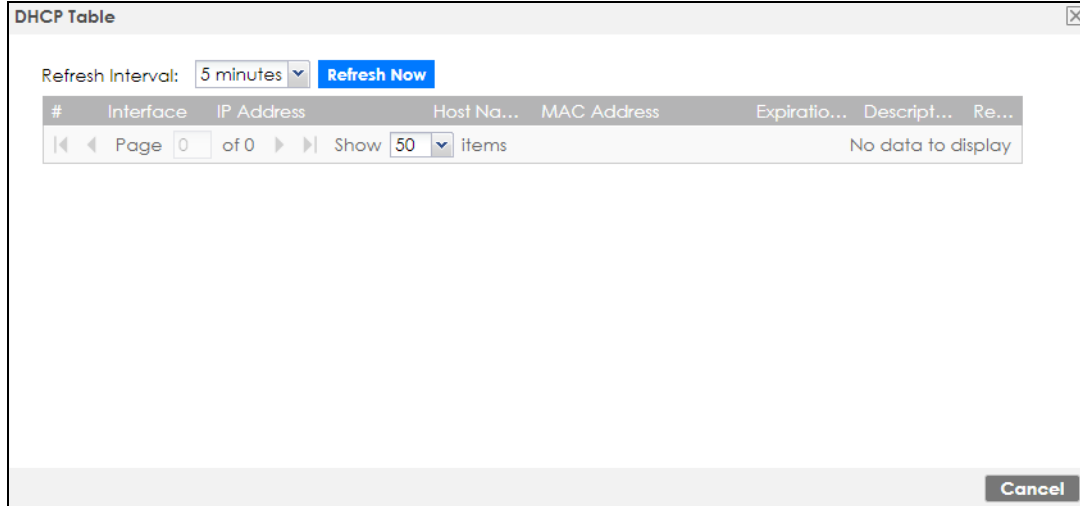 DHCP Table
Refresh Interval: 5 minutes Refresh Now
# Interface IP Address Host Na... MAC Address Expiratio... Descript... Re...
Page 0 of 0 Show 50 items No data to display
Cancel